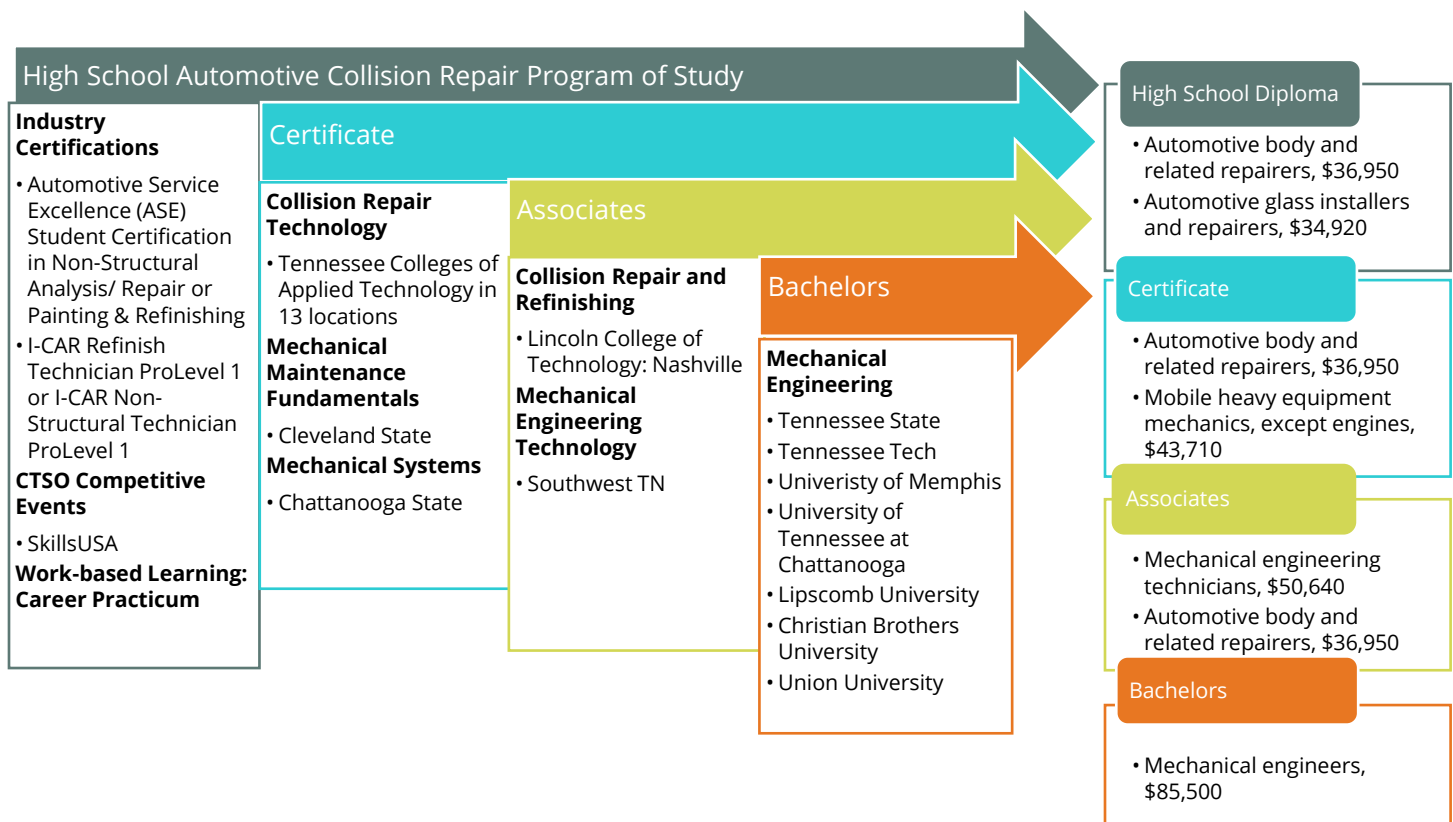 High School Automotive Collision Repair Program of Study
Industry
Certifications
• Automotive Service
Excellence (ASE)
Student Certification
in Non-Structural
Analysis/ Repair or
Painting & Refinishing
• I-CAR Refinish
Technician ProLevel 1
or I-CAR Non-
Structural Technician
ProLevel 1
CTSO Competitive
Events
• SkillsUSA
Work-based Learning:
Career Practicum
Certificate
Collision Repair
Technology
• Tennessee Colleges of
Applied Technology in
13 locations
Mechanical
Maintenance
Fundamentals
• Cleveland State
Mechanical Systems
• Chattanooga State
Associates
Collision Repair and
Refinishing
• Lincoln College of
Technology: Nashville
Mechanical
Engineering
Technology
• Southwest TN
Bachelors
Mechanical
Engineering
• Tennessee State
• Tennessee Tech
• Univeristy of Memphis
• University of
Tennessee at
Chattanooga
• Lipscomb University
• Christian Brothers
University
• Union University
High School Diploma
• Automotive body and
related repairers, $36,950
• Automotive glass installers
and repairers, $34,920
Certificate
• Automotive body and
related repairers, $36,950
• Mobile heavy equipment
mechanics, except engines,
$43,710
Associates
• Mechanical engineering
technicians, $50,640
• Automotive body and
related repairers, $36,950
Bachelors
• Mechanical engineers,
$85,500